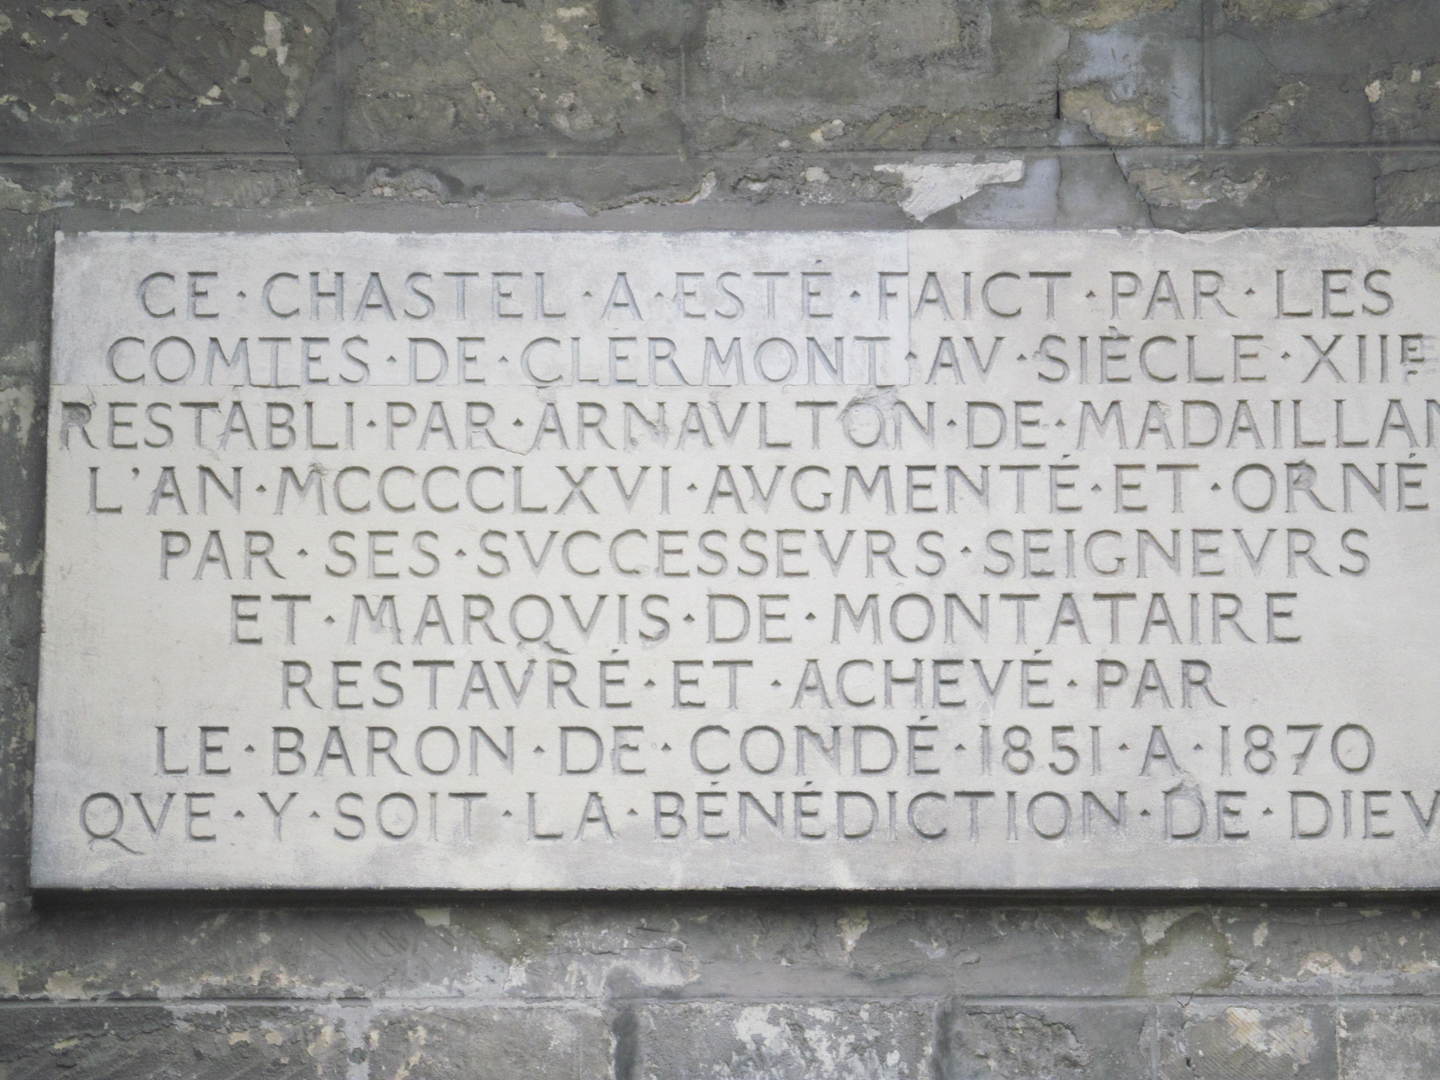 CE·CHASTEL·A·ESTÉ·FAICT·PAR·LES
COMTES·DE·CLERMONT·AV·SIÈCLE·XIIE
RESTABLI·PAR·ARNAVLTON·DE·MADAILLAN
L'AN·MCCCCCLXVI·AVGMENTÉ·ET·ORNÉ
PAR·SES·SVCCESSEVRS·SEIGNEVRS
ET·MARQVIS·DE·MONTATAIRE
RESTAVRÉ·ET·ACHEVÉ·PAR
LE·BARON·DE·CONDÉ·1851·A·1870
QVE·Y·SOIT·LA·BÉNÉDICTION·DE·DIEV